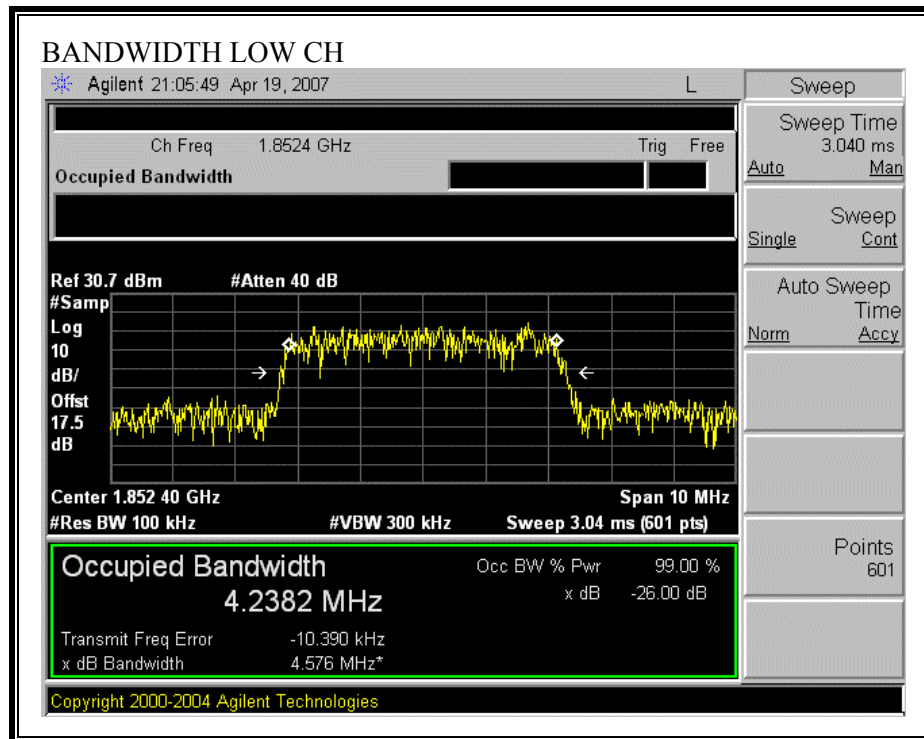 BANDWIDTH LOW CH
Agilent 21:05:49 Apr 19, 2007 L
Sweep
Ch Freq 1.8524 GHz Trig Free
Occupied Bandwidth
Sweep Time
3.040 ms
Auto Man
Sweep
Single Cont
Auto Sweep
Time
Norm Accy
Points
601
Ref 30.7 dBm #Atten 40 dB
#Samp
Log
10
dB/
Offst
17.5
dB
Center 1.852 40 GHz Span 10 MHz
#Res BW 100 kHz #VBW 300 kHz Sweep 3.04 ms (601 pts)
Occupied Bandwidth
4.2382 MHz
Occ BW % Pwr 99.00 %
x dB -26.00 dB
Transmit Freq Error -10.390 kHz
x dB Bandwidth 4.576 MHz*
Copyright 2000-2004 Agilent Technologies